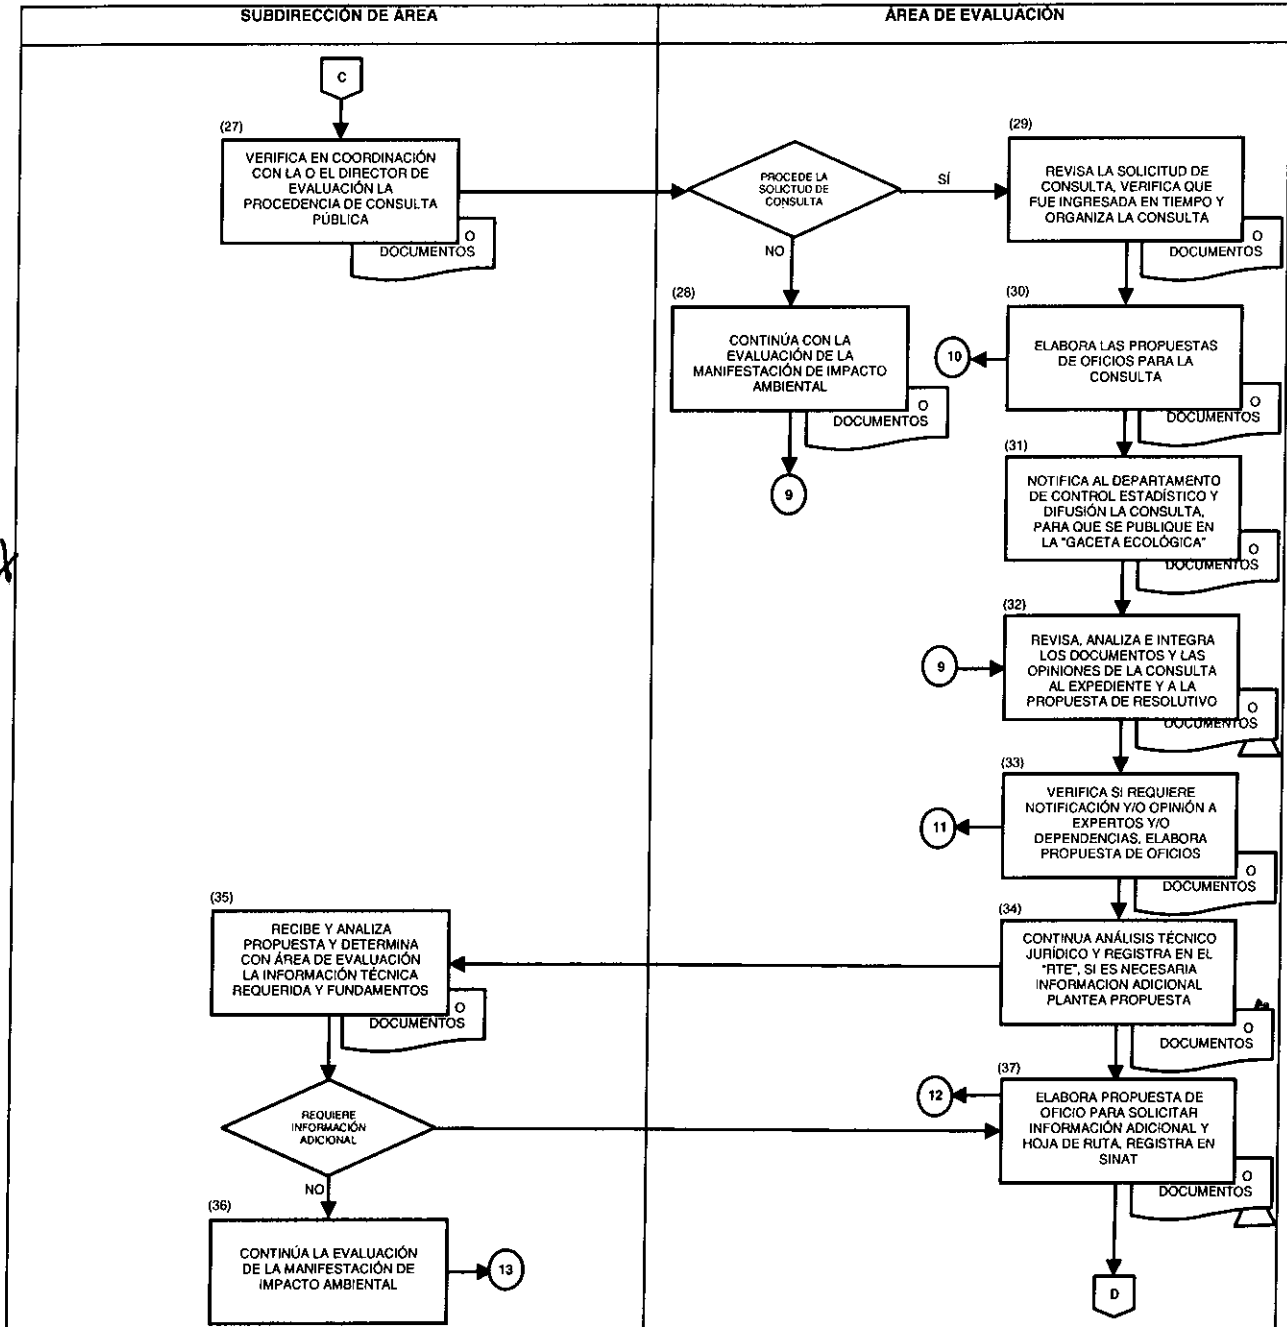 SUBDIRECCIÓN DE ÁREA
ÁREA DE EVALUACIÓN
C
(27)
VERIFICA EN COORDINACIÓN
CON LA O EL DIRECTOR DE
EVALUACIÓN LA
PROCEDENCIA DE CONSULTA
PÚBLICA
O
DOCUMENTOS
PROCEDE LA
SOLICTUD DE
CONSULTA
SÍ
NO
(28)
CONTINÚA CON LA
EVALUACIÓN DE LA
MANIFESTACIÓN DE IMPACTO
AMBIENTAL
O
DOCUMENTOS
9
(29)
REVISA LA SOLICITUD DE
CONSULTA, VERIFICA QUE
FUE INGRESADA EN TIEMPO Y
ORGANIZA LA CONSULTA
O
DOCUMENTOS
(30)
ELABORA LAS PROPUESTAS
DE OFICIOS PARA LA
CONSULTA
O
DOCUMENTOS
10
(31)
NOTIFICA AL DEPARTAMENTO
DE CONTROL ESTADÍSTICO Y
DIFUSIÓN LA CONSULTA,
PARA QUE SE PUBLIQUE EN
LA "GACETA ECOLÓGICA"
O
DOCUMENTOS
9
(32)
REVISA, ANALIZA E INTEGRA
LOS DOCUMENTOS Y LAS
OPINIONES DE LA CONSULTA
AL EXPEDIENTE Y A LA
PROPUESTA DE RESOLUTIVO
O
DOCUMENTOS
(33)
VERIFICA SI REQUIERE
NOTIFICACIÓN Y/O OPINIÓN A
EXPERTOS Y/O
DEPENDENCIAS, ELABORA
PROPUESTA DE OFICIOS
O
DOCUMENTOS
11
(34)
CONTINUA ANÁLISIS TÉCNICO
JURÍDICO Y REGISTRA EN EL
"RTE", SI ES NECESARIA
INFORMACION ADICIONAL
PLANTEA PROPUESTA
O
DOCUMENTOS
(35)
RECIBE Y ANALIZA
PROPUESTA Y DETERMINA
CON ÁREA DE EVALUACIÓN
LA INFORMACIÓN TÉCNICA
REQUERIDA Y FUNDAMENTOS
O
DOCUMENTOS
REQUIERE
INFORMACIÓN
ADICIONAL
NO
(36)
CONTINÚA LA EVALUACIÓN
DE LA MANIFESTACIÓN DE
IMPACTO AMBIENTAL
13
(37)
ELABORA PROPUESTA DE
OFICIO PARA SOLICITAR
INFORMACIÓN ADICIONAL Y
HOJA DE RUTA, REGISTRA EN
SINAT
O
DOCUMENTOS
12
D